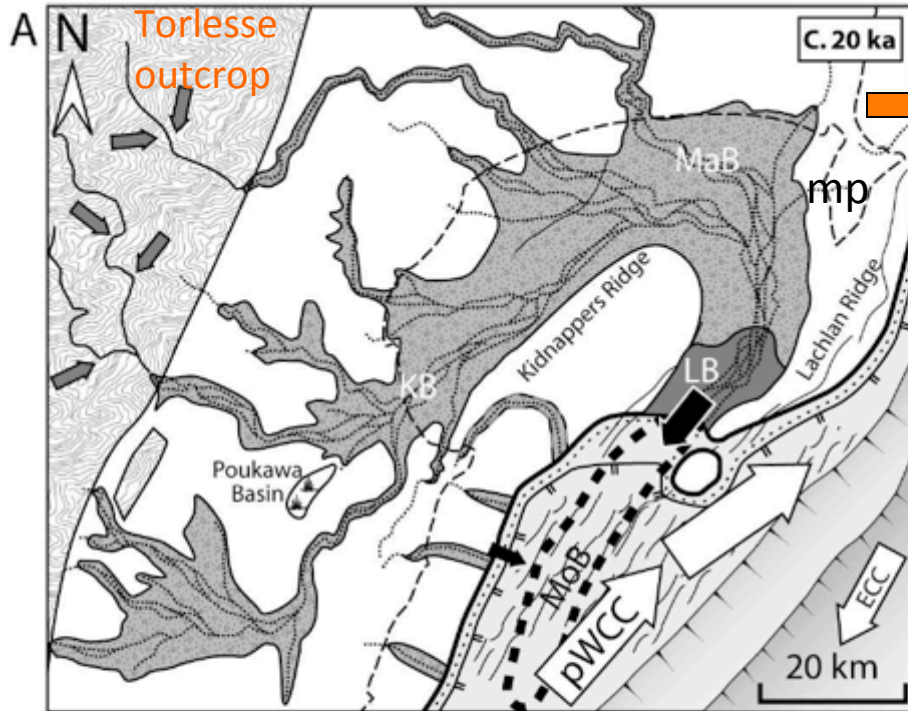 A
N
Torlesse
outcrop
C. 20 ka
MaB
mp
Kidnappers Ridge
Lachlan Ridge
LB
KB
Poukawa
Basin
MoB
pWCC
ECC
20 km